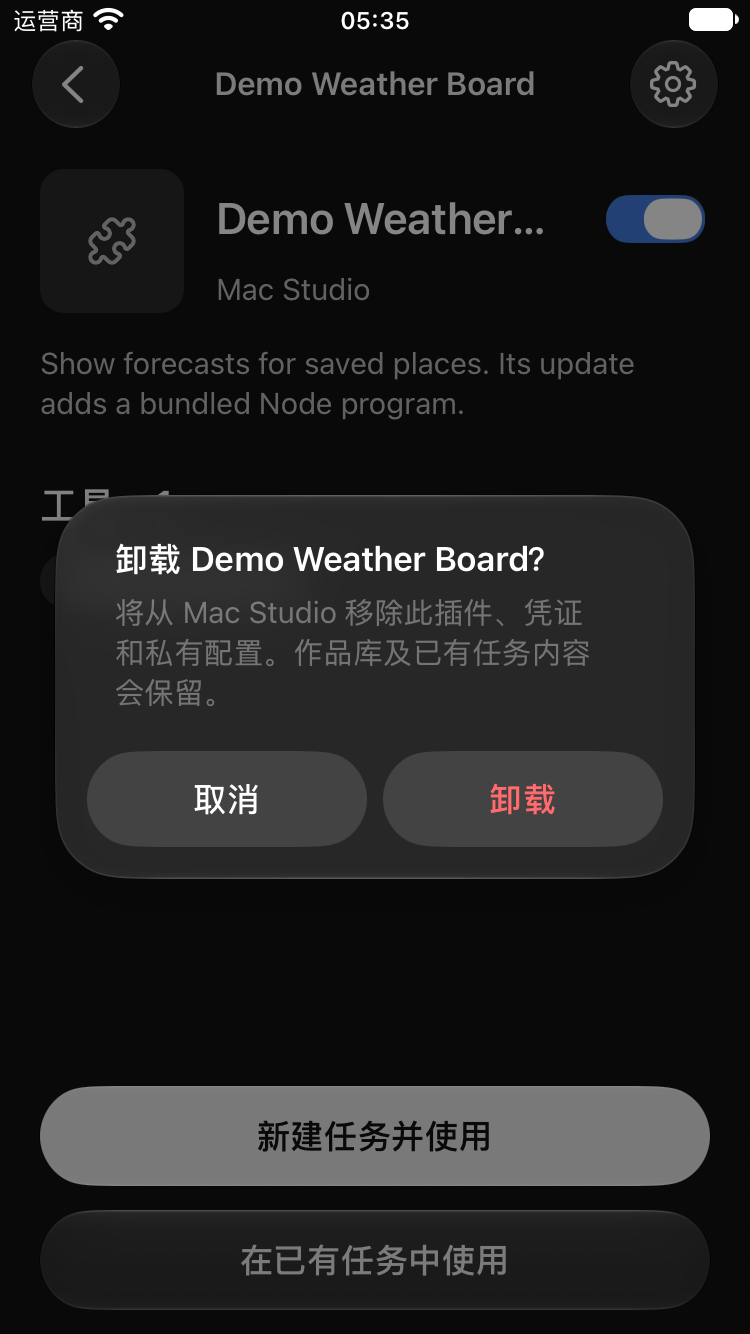 运营商
05:35
Demo Weather Board
Demo Weather...
Mac Studio
Show forecasts for saved places. Its update
adds a bundled Node program.
工具
卸载 Demo Weather Board?
将从 Mac Studio 移除此插件、凭证
和私有配置。作品库及已有任务内容
会保留。
取消
卸载
新建任务并使用
在已有任务中使用